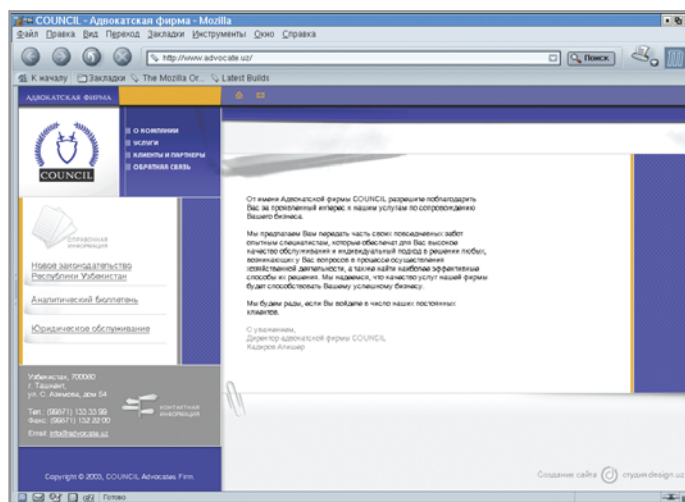 COUNCIL - Адвокатская фирма - Mozilla
Файл Правка Вид Переход Закладки Инструменты Окно Справка
http://www.advocate.uz/
Поиск
К началу Закладки The Mozilla Or... Latest Builds
АДВОКАТСКАЯ ФИРМА
О КОМПАНИИ
УСЛУГИ
КЛИЕНТЫ И ПАРТНЕРЫ
ОБРАТНАЯ СВЯЗЬ
COUNCIL
СПРАВОЧНАЯ
ИНФОРМАЦИЯ
Новое законодательство
Республики Узбекистан
Аналитический бюллетень
Юридическое обслуживание
От имени Адвокатской фирмы COUNCIL разрешите поблагодарить
Вас за проявленный интерес к нашим услугам по сопровождению
Вашего бизнеса.
Мы предлагаем Вам передать часть своих повседневных забот
опытным специалистам, которые обеспечат для Вас высокое
качество обслуживания и индивидуальный подход в решении любых,
возникающих у Вас вопросов в процессе осуществления
хозяйственной деятельности, а также найти наиболее эффективные
способы их решения. Мы надеемся, что качество услуг нашей фирмы
будет способствовать Вашему успешному бизнесу.
Мы будем рады, если Вы войдете в число наших постоянных
клиентов.
С уважением,
Директор адвокатской фирмы COUNCIL
Кадиров Алишер
Узбекистан, 700060
г. Ташкент,
ул. С. Азимова, дом 54
Тел.: (99871) 133 33 99
Факс: (99871) 132 22 00
Email: info@advocate.uz
КОНТАКТНАЯ
ИНФОРМАЦИЯ
Copyright © 2003, COUNCIL Advocates Firm.
Создание сайта студия design.uz
Готово